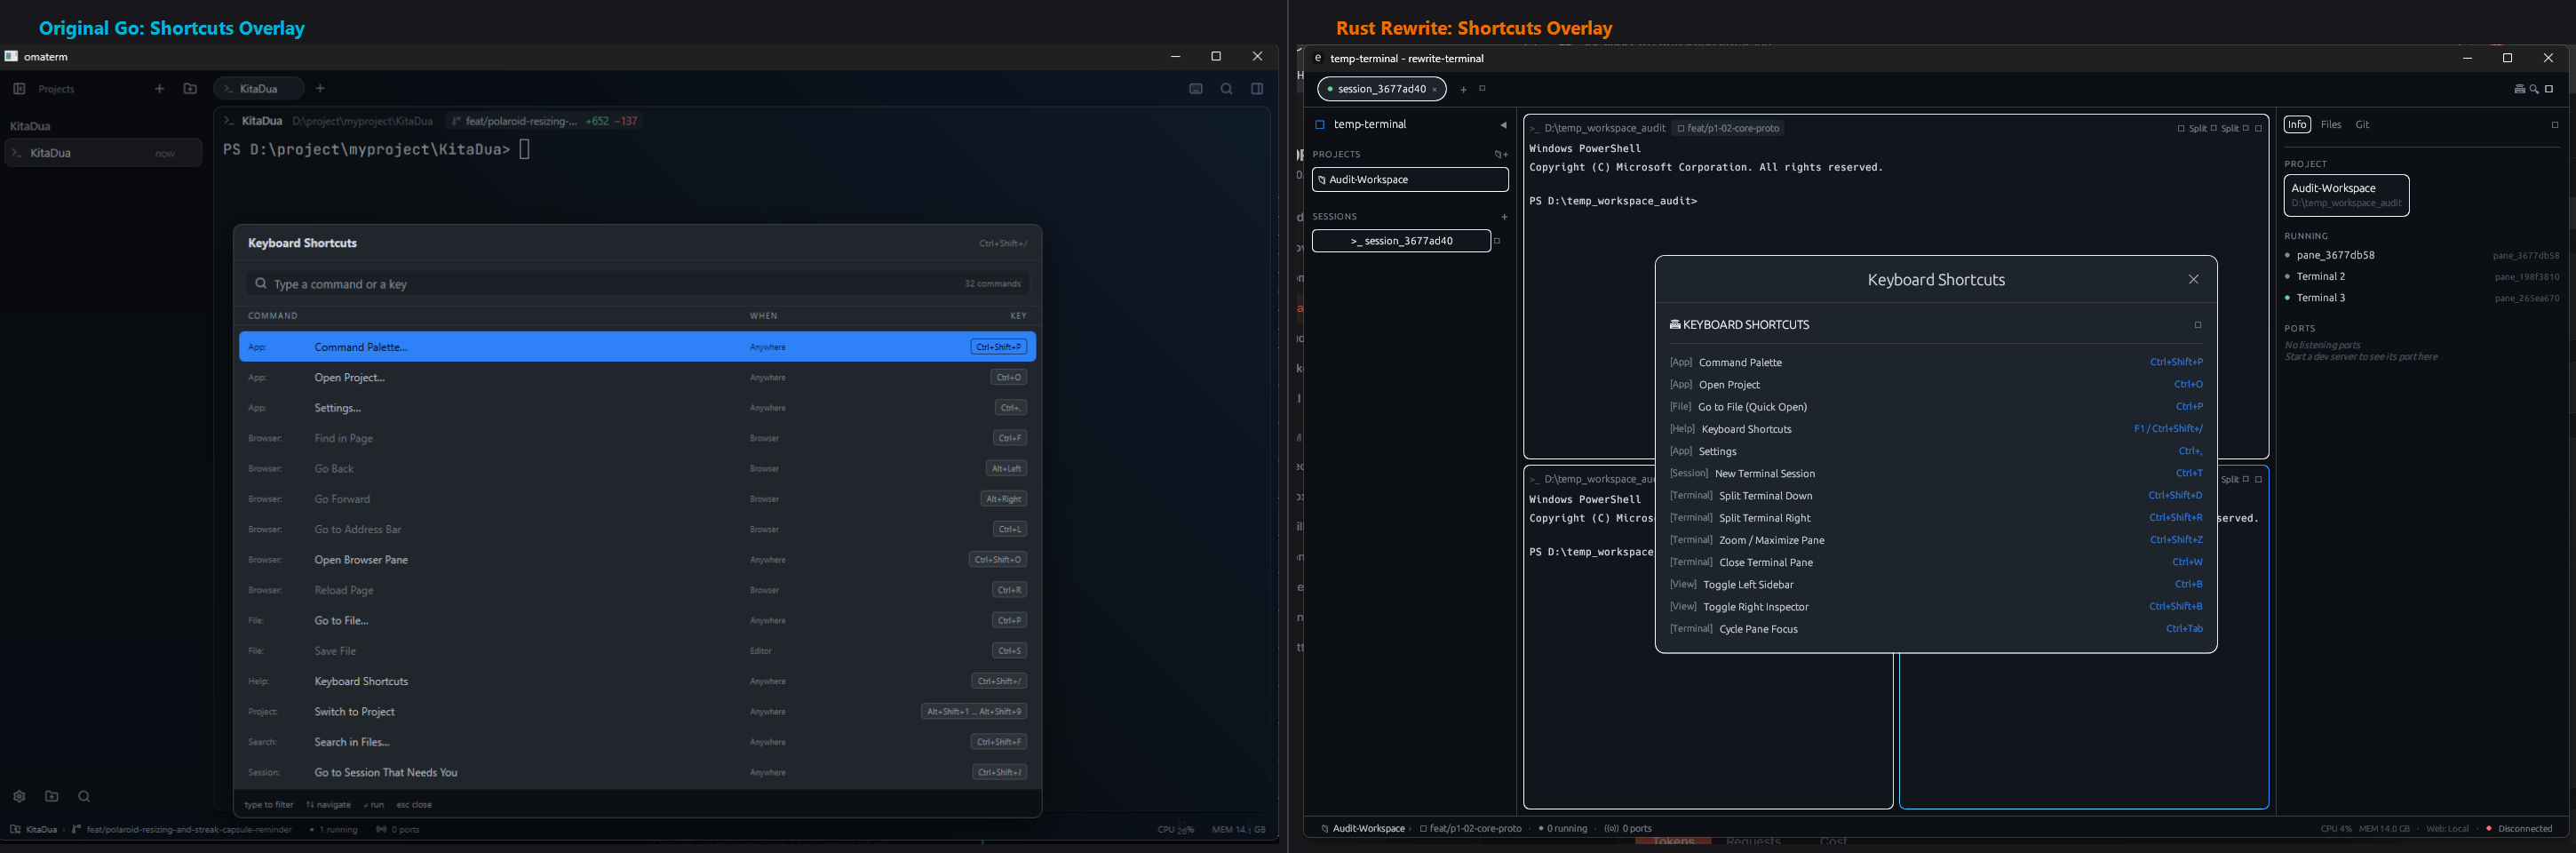 Original Go: Shortcuts Overlay
omaterm
Projects
>_ KitaDua
KitaDua
>_ KitaDua now
>_ KitaDua D:\project\myproject\KitaDua feat/polaroid-resizing-... +652 −137
PS D:\project\myproject\KitaDua>
Keyboard Shortcuts Ctrl+Shift+/
Type a command or a key 32 commands
COMMAND WHEN KEY
App: Command Palette... Anywhere Ctrl+Shift+P
App: Open Project... Anywhere Ctrl+O
App: Settings... Anywhere Ctrl+,
Browser: Find in Page Browser Ctrl+F
Browser: Go Back Browser Alt+Left
Browser: Go Forward Browser Alt+Right
Browser: Go to Address Bar Browser Ctrl+L
Browser: Open Browser Pane Anywhere Ctrl+Shift+O
Browser: Reload Page Browser Ctrl+R
File: Go to File... Anywhere Ctrl+P
File: Save File Editor Ctrl+S
Help: Keyboard Shortcuts Anywhere Ctrl+Shift+/
Project: Switch to Project Anywhere Alt+Shift+1 ... Alt+Shift+9
Search: Search in Files... Anywhere Ctrl+Shift+F
Session: Go to Session That Needs You Anywhere Ctrl+Shift+J
type to filter ↑↓ navigate ↲ run esc close
KitaDua › feat/polaroid-resizing-and-streak-capsule-reminder • 1 running 0 ports CPU 26% MEM 14. GB
Rust Rewrite: Shortcuts Overlay
temp-terminal - rewrite-terminal
session_3677ad40 ×
temp-terminal
PROJECTS
Audit-Workspace
SESSIONS
>_ session_3677ad40
>_ D:\temp_workspace_audit feat/p1-02-core-proto Split Split
Windows PowerShell
Copyright (C) Microsoft Corporation. All rights reserved.
PS D:\temp_workspace_audit>
>_ D:\temp_workspace_au
Windows PowerShell
Copyright (C) Micros
PS D:\temp_workspace_
Split
served.
Keyboard Shortcuts
KEYBOARD SHORTCUTS
[App] Command Palette Ctrl+Shift+P
[App] Open Project Ctrl+O
[File] Go to File (Quick Open) Ctrl+P
[Help] Keyboard Shortcuts F1 / Ctrl+Shift+/
[App] Settings Ctrl+,
[Session] New Terminal Session Ctrl+T
[Terminal] Split Terminal Down Ctrl+Shift+D
[Terminal] Split Terminal Right Ctrl+Shift+R
[Terminal] Zoom / Maximize Pane Ctrl+Shift+Z
[Terminal] Close Terminal Pane Ctrl+W
[View] Toggle Left Sidebar Ctrl+B
[View] Toggle Right Inspector Ctrl+Shift+B
[Terminal] Cycle Pane Focus Ctrl+Tab
Info Files Git
PROJECT
Audit-Workspace
D:\temp_workspace_audit
RUNNING
pane_3677db58 pane_3677db58
Terminal 2 pane_198f3810
Terminal 3 pane_265ea670
PORTS
No listening ports
Start a dev server to see its port here
Audit-Workspace › feat/p1-02-core-proto · • 0 running · ((o)) 0 ports CPU 4% MEM 14.0 GB · Web: Local · • Disconnected
Tokens Requests Cost